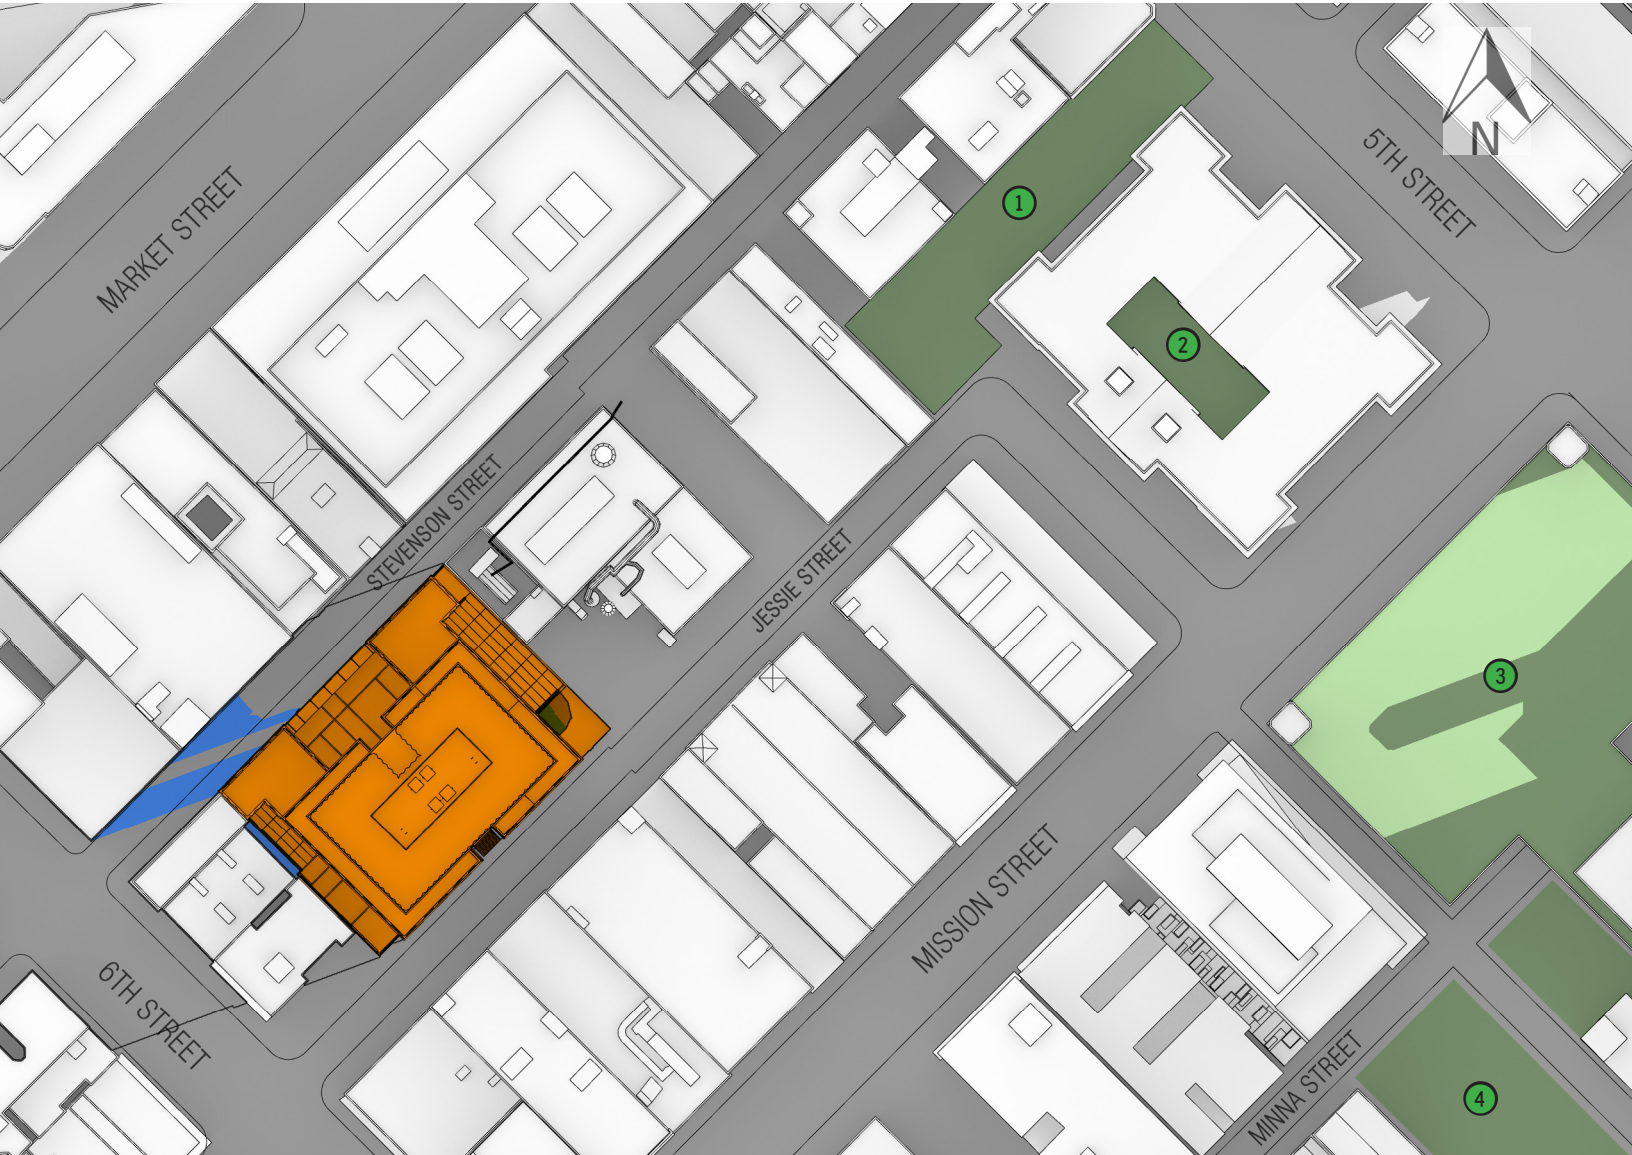 N
5TH STREET
MARKET STREET
1
2
STEVENSON STREET
JESSIE STREET
3
MISSION STREET
6TH STREET
MINNA STREET
4